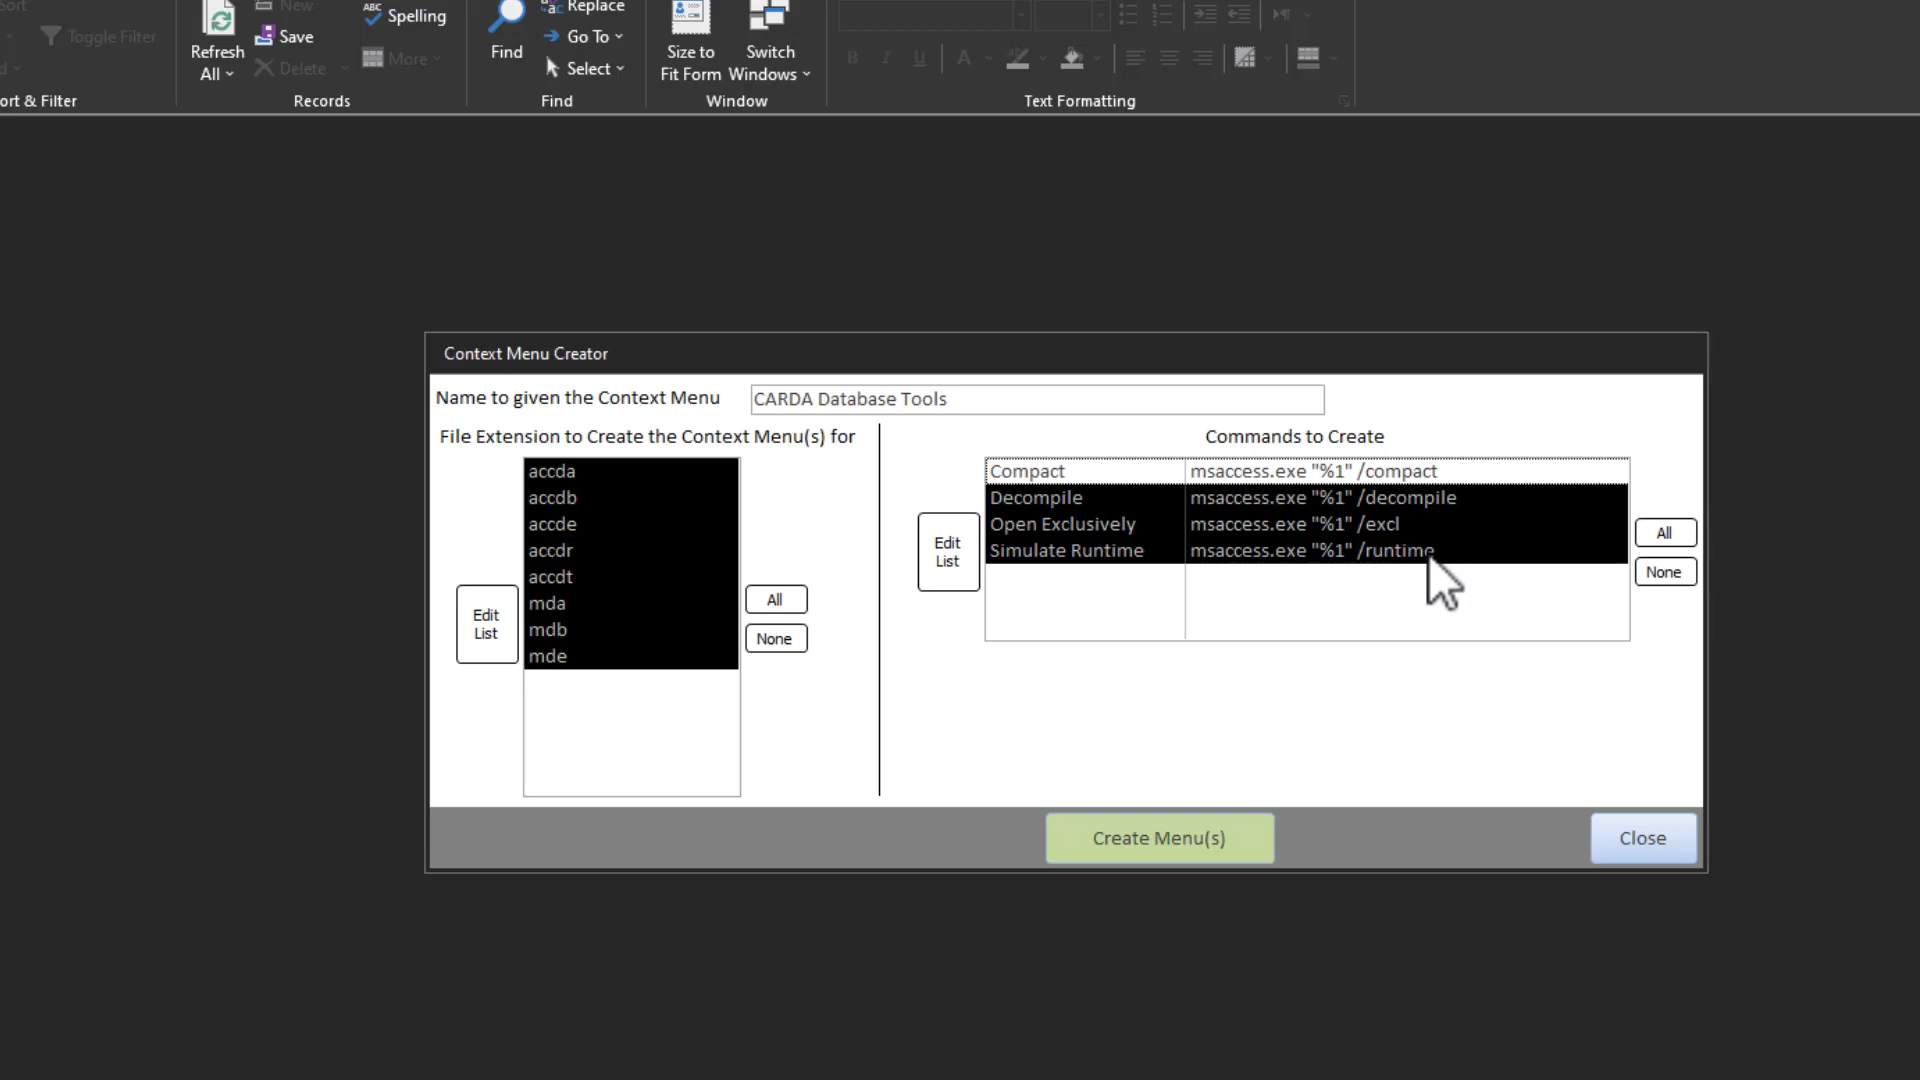 Sort
New
ABC
Spelling
Replace
Toggle Filter
Save
Go To
Refresh
All
Find
Size to
Fit Form
Switch
Windows
B I U A
Delete
More
Select
ort & Filter
Records
Find
Window
Text Formatting
Context Menu Creator
Name to given the Context Menu
CARDA Database Tools
File Extension to Create the Context Menu(s) for
Commands to Create
accda
accdb
accde
accdr
accdt
mda
mdb
mde
Edit
List
All
None
Compact msaccess.exe "%1" /compact
Decompile msaccess.exe "%1" /decompile
Open Exclusively msaccess.exe "%1" /excl
Simulate Runtime msaccess.exe "%1" /runtime
Edit
List
All
None
Create Menu(s)
Close